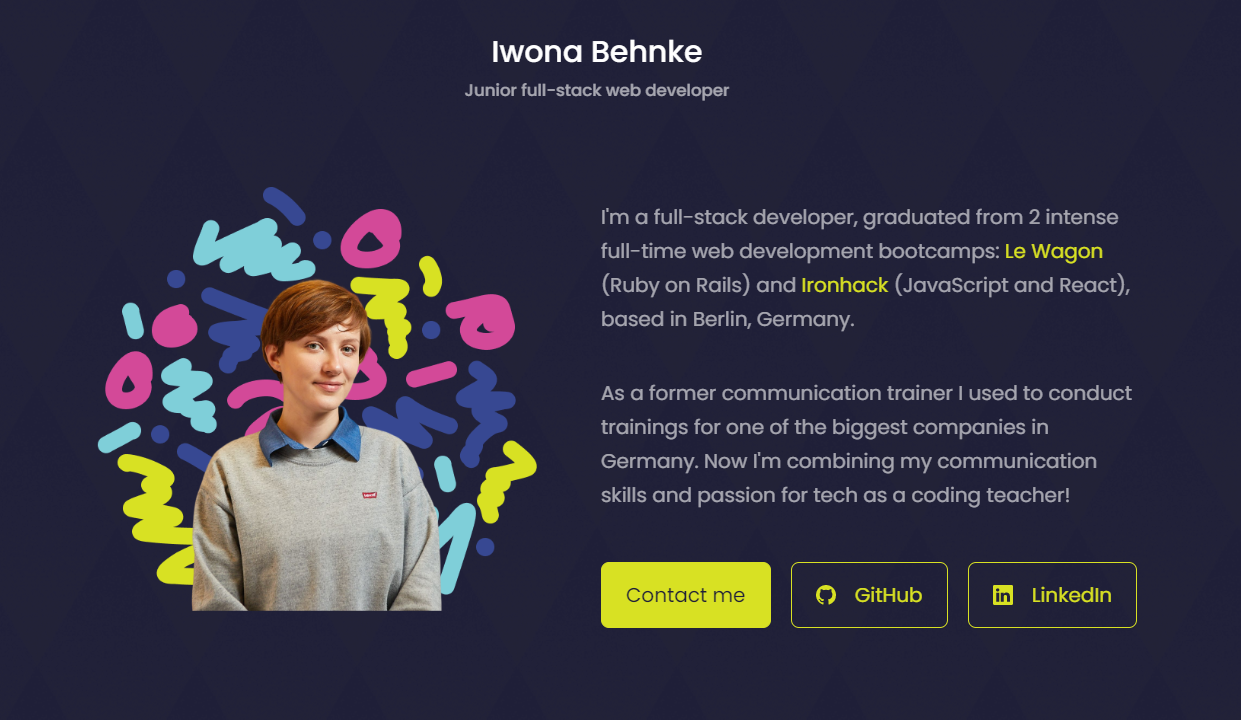 Iwona Behnke
Junior full-stack web developer
I'm a full-stack developer, graduated from 2 intense
full-time web development bootcamps: Le Wagon
(Ruby on Rails) and Ironhack (JavaScript and React),
based in Berlin, Germany.
As a former communication trainer I used to conduct
trainings for one of the biggest companies in
Germany. Now I'm combining my communication
skills and passion for tech as a coding teacher!
Contact me
GitHub
LinkedIn